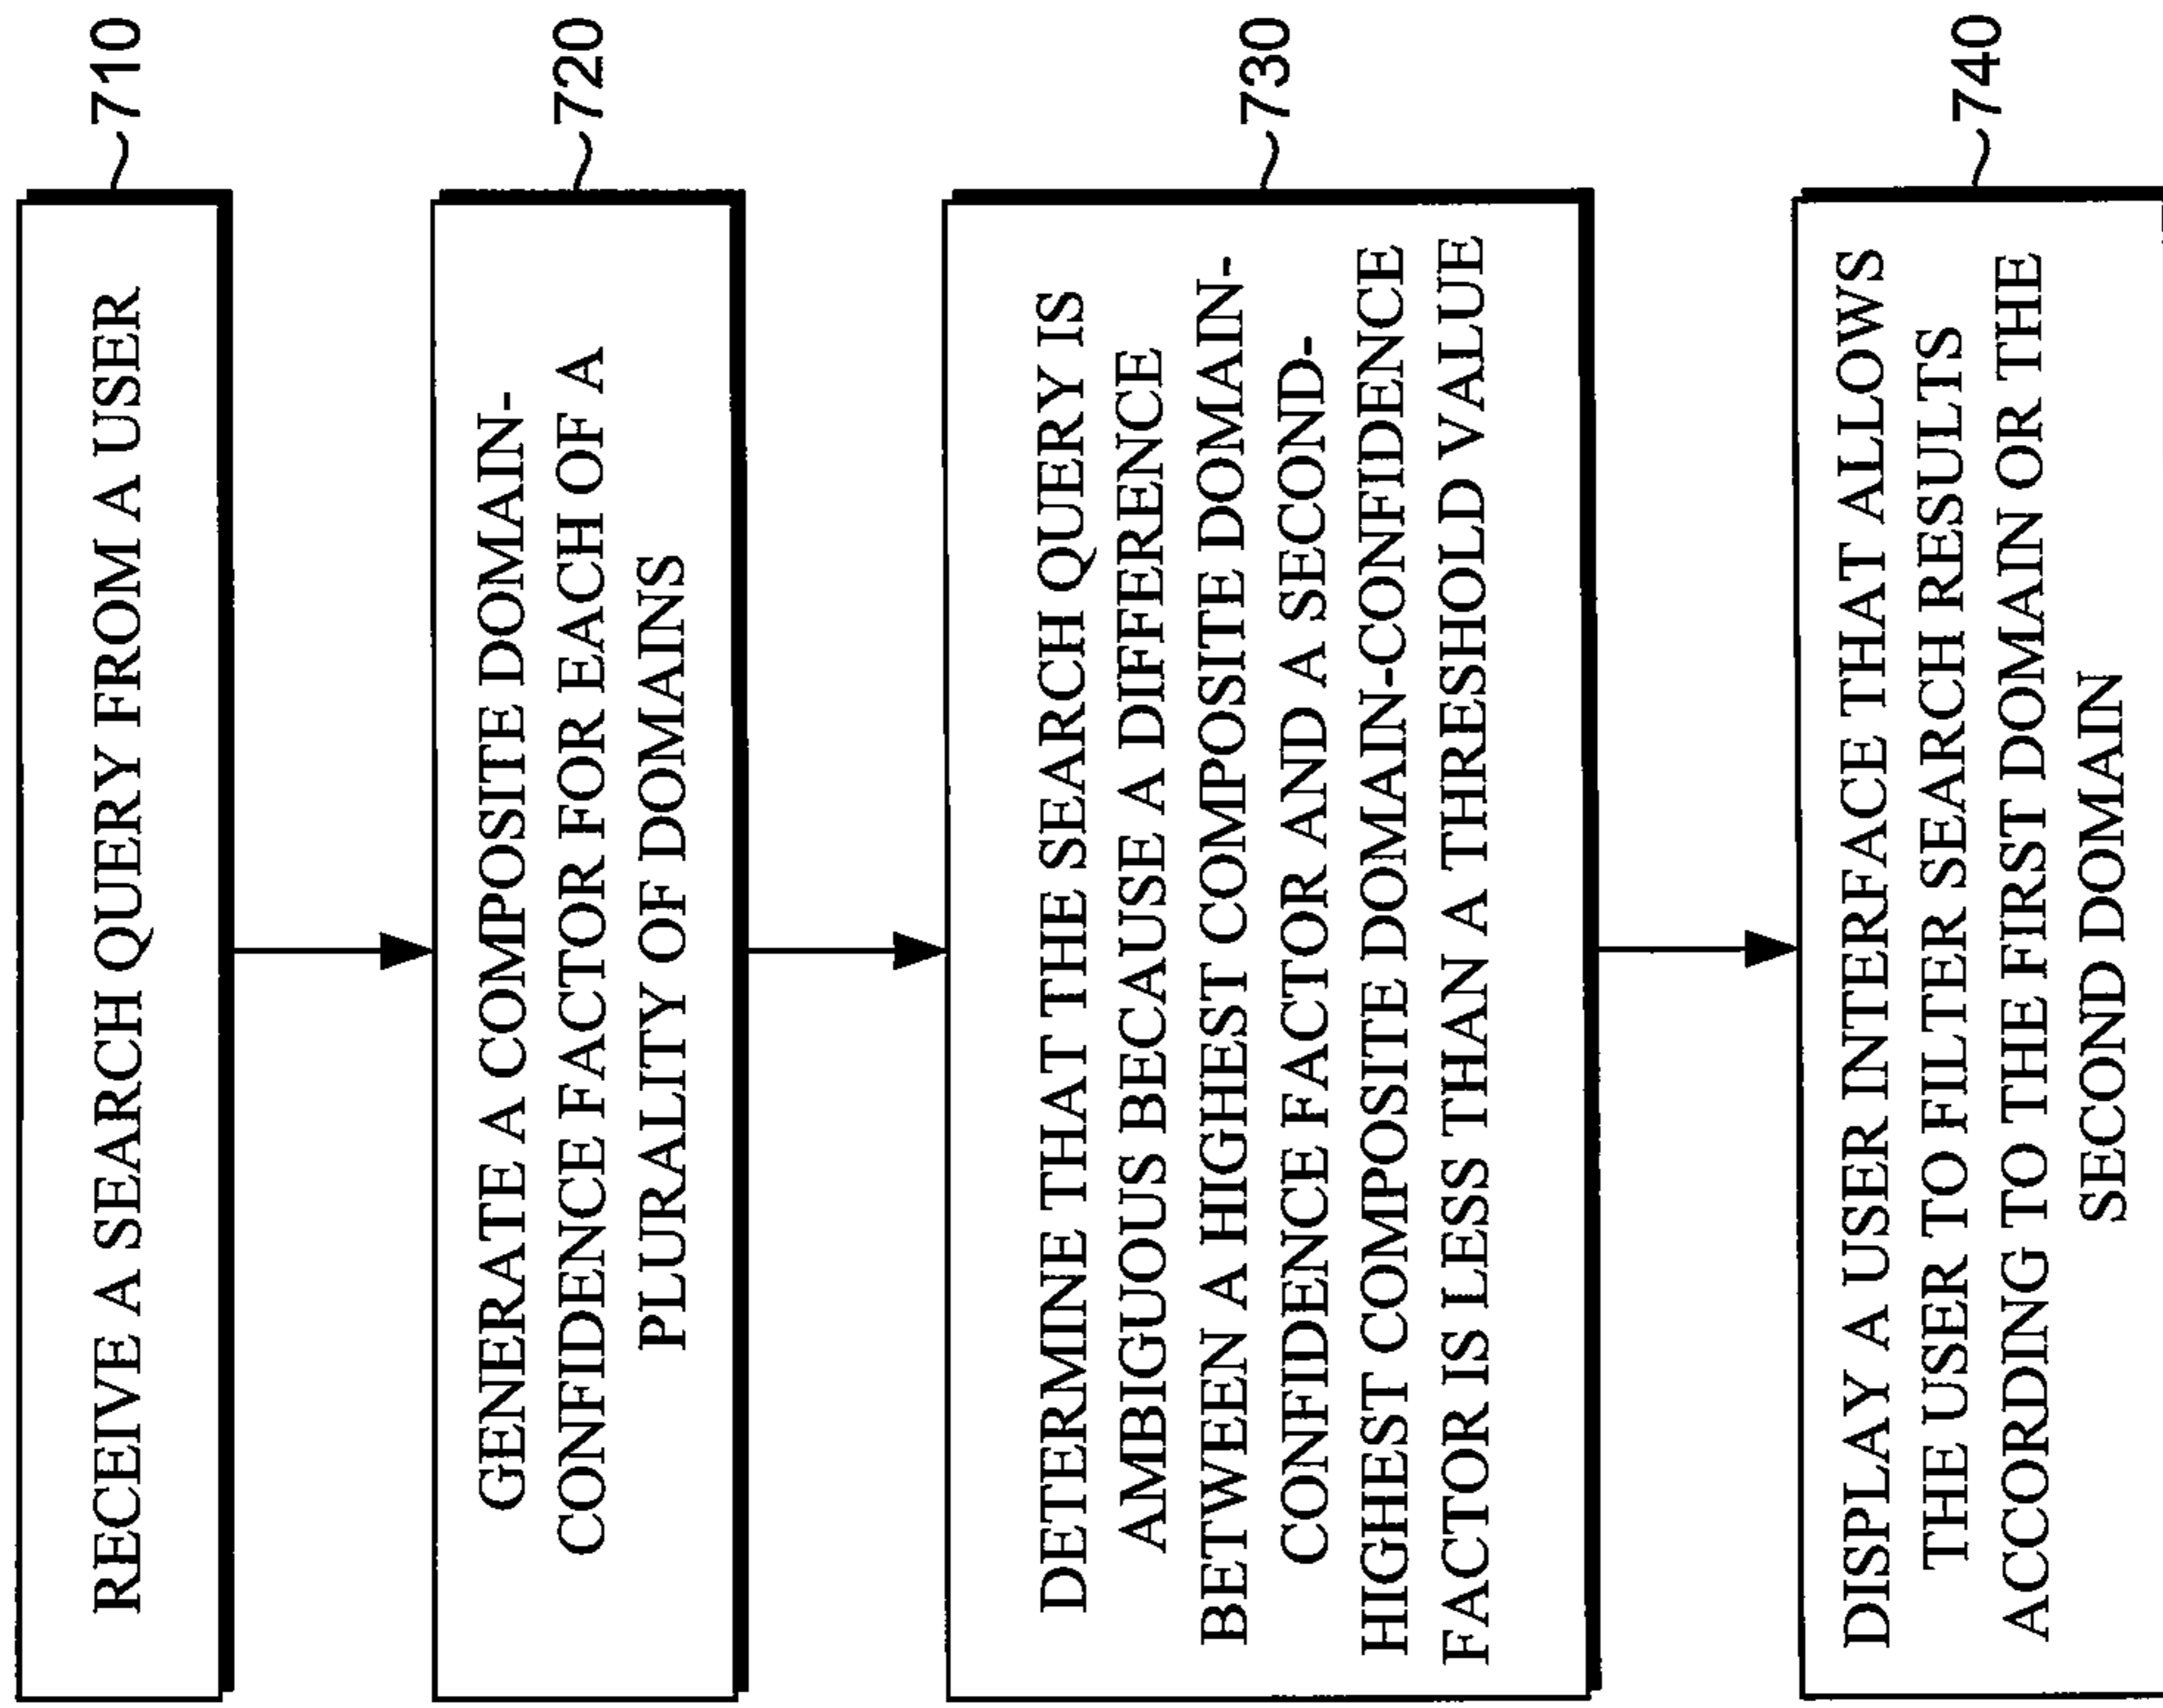 RECEIVE A SEARCH QUERY FROM A USER
710
GENERATE A COMPOSITE DOMAIN-
CONFIDENCE FACTOR FOR EACH OF A
PLURALITY OF DOMAINS
720
DETERMINE THAT THE SEARCH QUERY IS
AMBIGUOUS BECAUSE A DIFFERENCE
BETWEEN A HIGHEST COMPOSITE DOMAIN-
CONFIDENCE FACTOR AND A SECOND-
HIGHEST COMPOSITE DOMAIN-CONFIDENCE
FACTOR IS LESS THAN A THRESHOLD VALUE
730
DISPLAY A USER INTERFACE THAT ALLOWS
THE USER TO FILTER SEARCH RESULTS
ACCORDING TO THE FIRST DOMAIN OR THE
SECOND DOMAIN
740